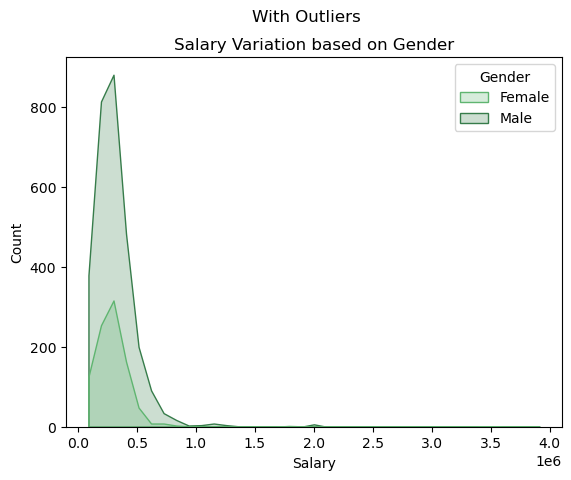 With Outliers
Salary Variation based on Gender
Gender
Female
Male
Count
800
600
400
200
0
0.0 0.5 1.0 1.5 2.0 2.5 3.0 3.5 4.0
1e6
Salary